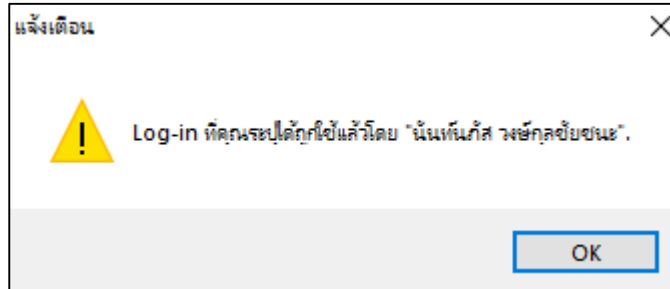 แจ้งเตือน
Log-in ที่คุณระบุได้ถูกใช้แล้วโดย "นันท์นภัส วงษ์กุลชัยชนะ".
OK